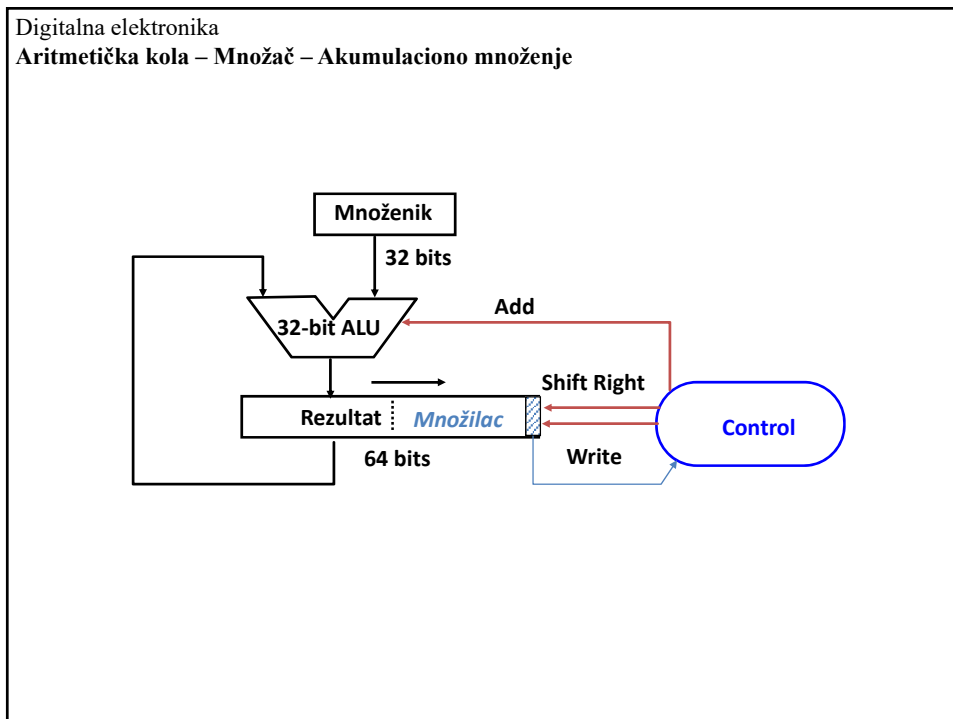 Digitalna elektronika
Aritmetička kola – Množač – Akumulaciono množenje
Množenik
32 bits
32-bit ALU
Add
Shift Right
Rezultat
Množilac
Control
64 bits
Write